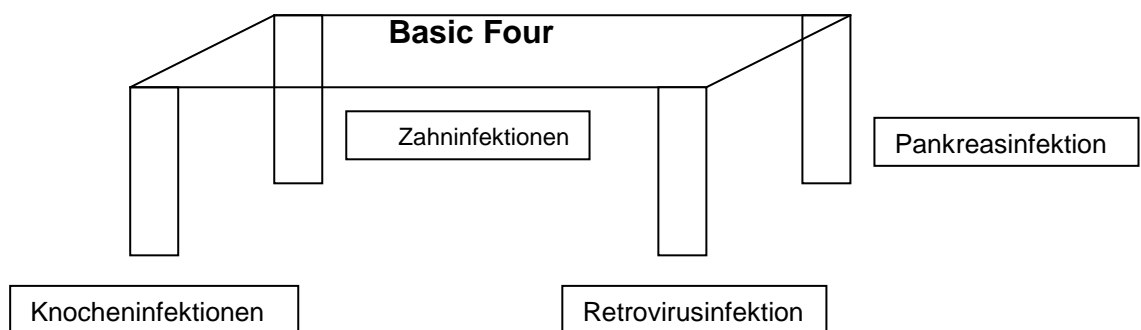 Basic Four
Zahninfektionen
Pankreasinfektion
Knocheninfektionen
Retrovirusinfektion